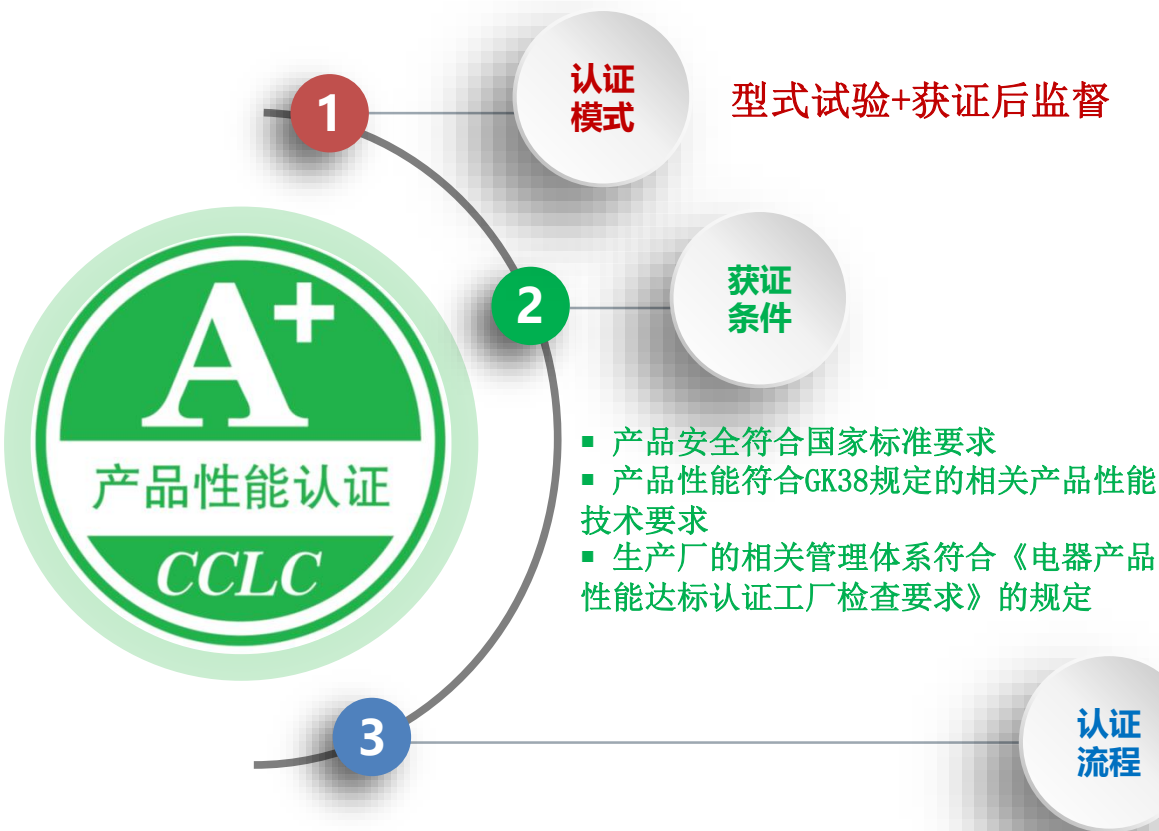 1
认证
模式
型式试验+获证后监督
2
获证
条件
A+
产品性能认证
CCLC
▪ 产品安全符合国家标准要求
▪ 产品性能符合GK38规定的相关产品性能
技术要求
▪ 生产厂的相关管理体系符合《电器产品
性能达标认证工厂检查要求》的规定
3
认证
流程